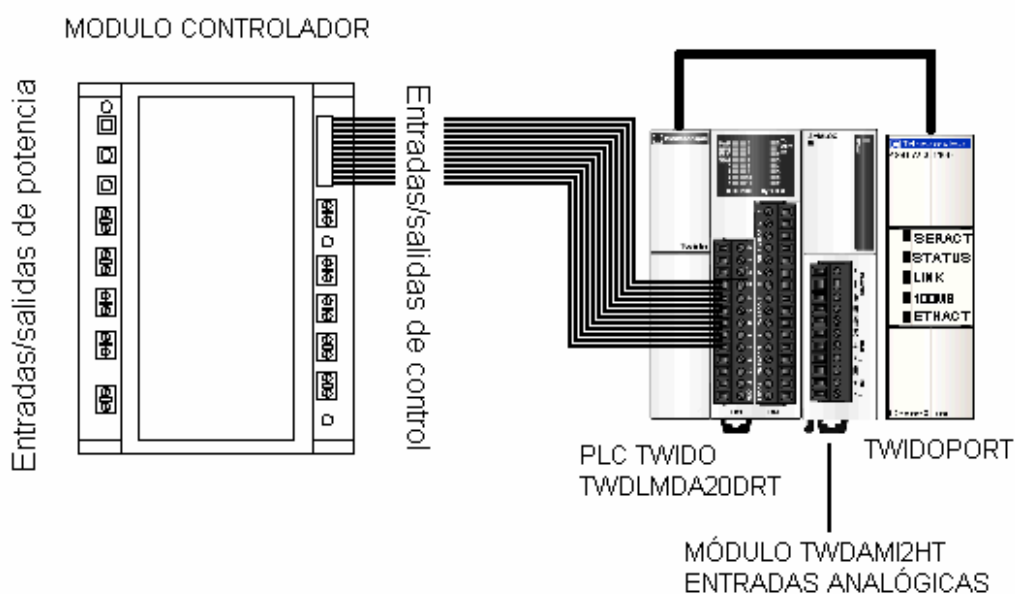 MODULO CONTROLADOR
Entradas/salidas de potencia
Entradas/salidas de control
Twido
SERACT
STATUS
LINK
100MB
ETHACT
PLC TWIDO
TWDLMDA20DRT
TWIDOPORT
MÓDULO TWDAMI2HT
ENTRADAS ANALÓGICAS